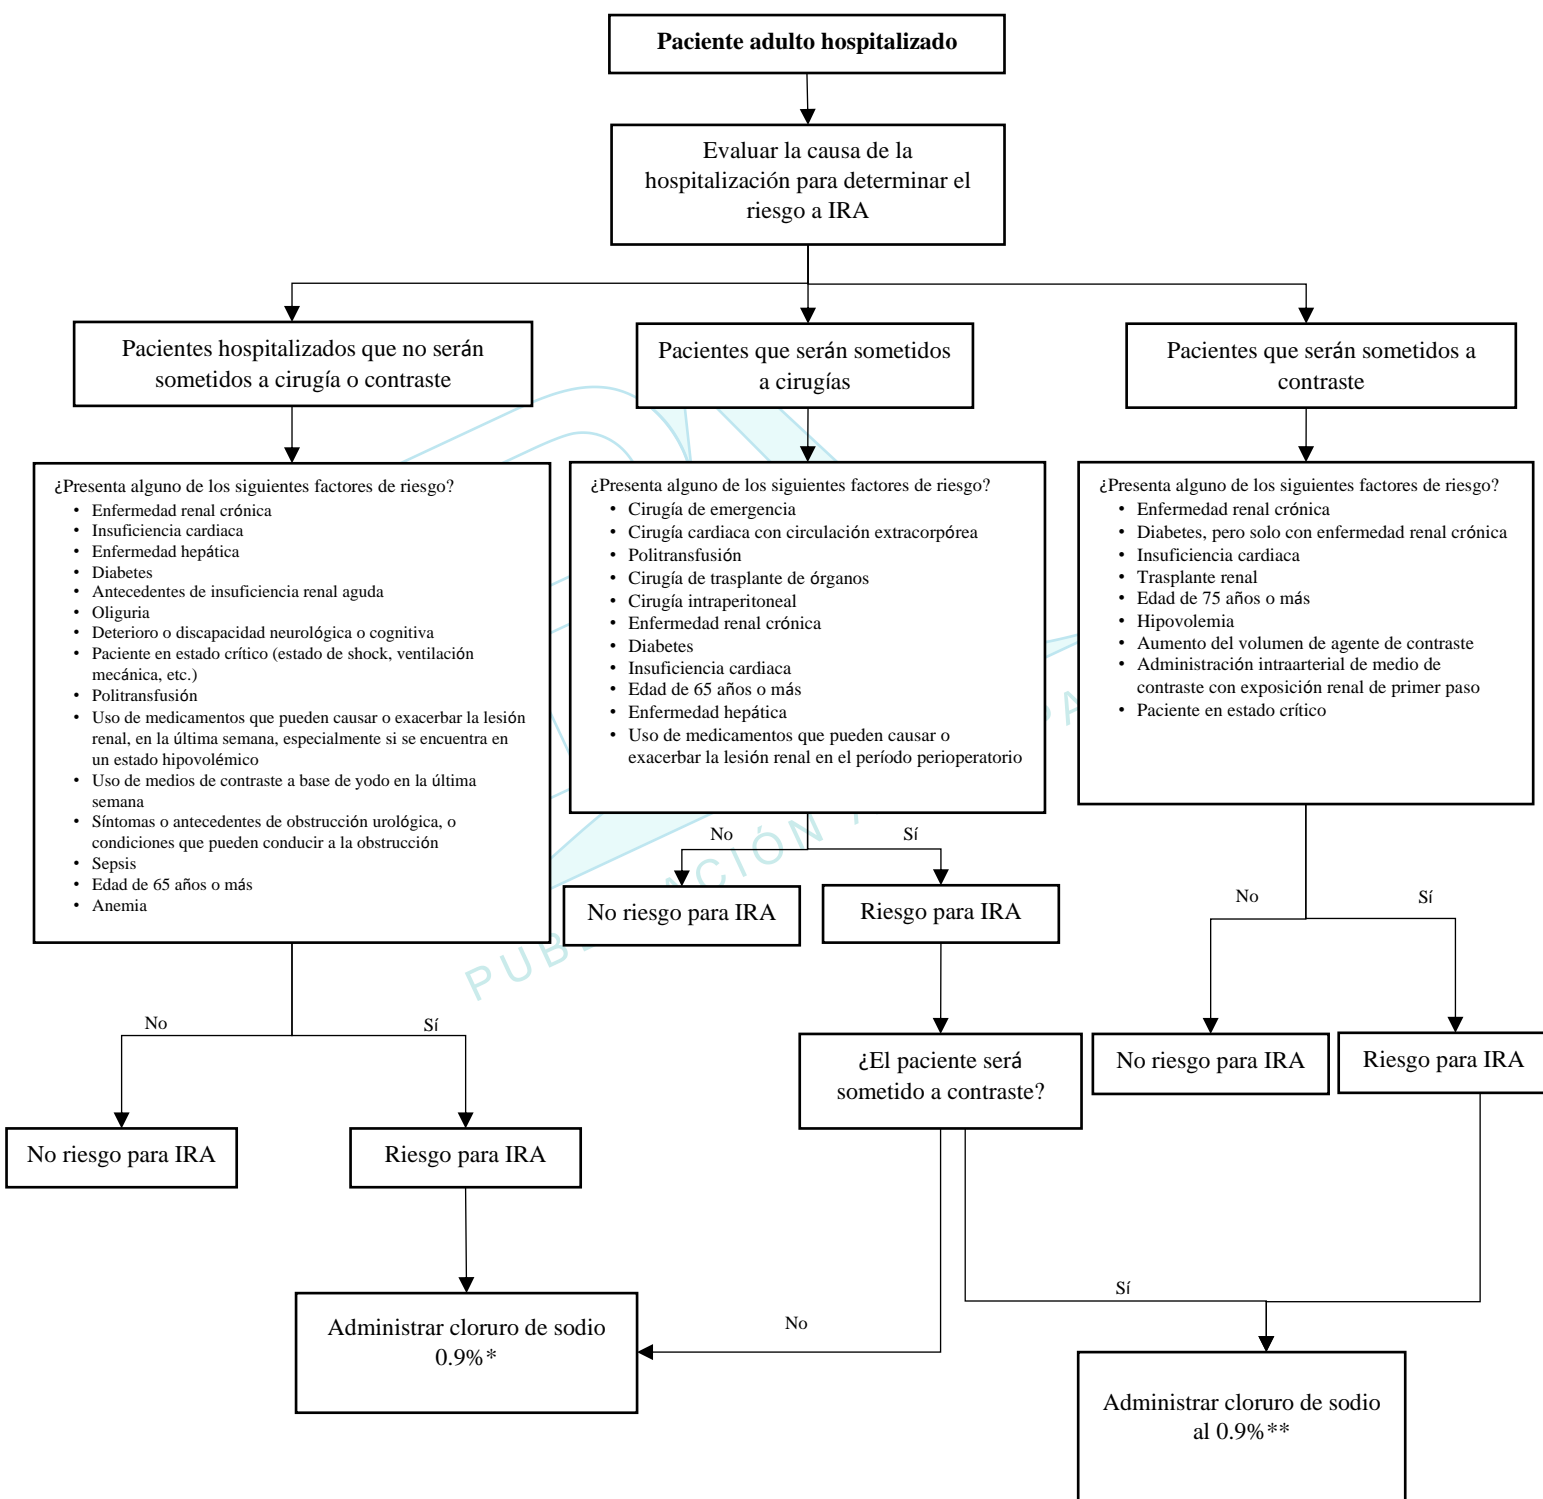 Paciente adulto hospitalizado
Evaluar la causa de la
hospitalización para determinar el
riesgo a IRA
Pacientes hospitalizados que no serán
sometidos a cirugía o contraste
Pacientes que serán sometidos
a cirugías
Pacientes que serán sometidos a
contraste
¿Presenta alguno de los siguientes factores de riesgo?
• Enfermedad renal crónica
• Insuficiencia cardiaca
• Enfermedad hepática
• Diabetes
• Antecedentes de insuficiencia renal aguda
• Oliguria
• Deterioro o discapacidad neurológica o cognitiva
• Paciente en estado crítico (estado de shock, ventilación
mecánica, etc.)
• Politransfusión
• Uso de medicamentos que pueden causar o exacerbar la lesión
renal, en la última semana, especialmente si se encuentra en
un estado hipovolémico
• Uso de medios de contraste a base de yodo en la última
semana
• Síntomas o antecedentes de obstrucción urológica, o
condiciones que pueden conducir a la obstrucción
• Sepsis
• Edad de 65 años o más
• Anemia
¿Presenta alguno de los siguientes factores de riesgo?
• Cirugía de emergencia
• Cirugía cardiaca con circulación extracorpórea
• Politransfusión
• Cirugía de trasplante de órganos
• Cirugía intraperitoneal
• Enfermedad renal crónica
• Diabetes
• Insuficiencia cardiaca
• Edad de 65 años o más
• Enfermedad hepática
• Uso de medicamentos que pueden causar o
exacerbar la lesión renal en el período perioperatorio
¿Presenta alguno de los siguientes factores de riesgo?
• Enfermedad renal crónica
• Diabetes, pero solo con enfermedad renal crónica
• Insuficiencia cardiaca
• Trasplante renal
• Edad de 75 años o más
• Hipovolemia
• Aumento del volumen de agente de contraste
• Administración intraarterial de medio de
contraste con exposición renal de primer paso
• Paciente en estado crítico
No
Sí
No riesgo para IRA
Riesgo para IRA
No
Sí
No
Sí
¿El paciente será
sometido a contraste?
No riesgo para IRA
Riesgo para IRA
No riesgo para IRA
Riesgo para IRA
Sí
No
Administrar cloruro de sodio
0.9%*
Administrar cloruro de sodio
al 0.9%**